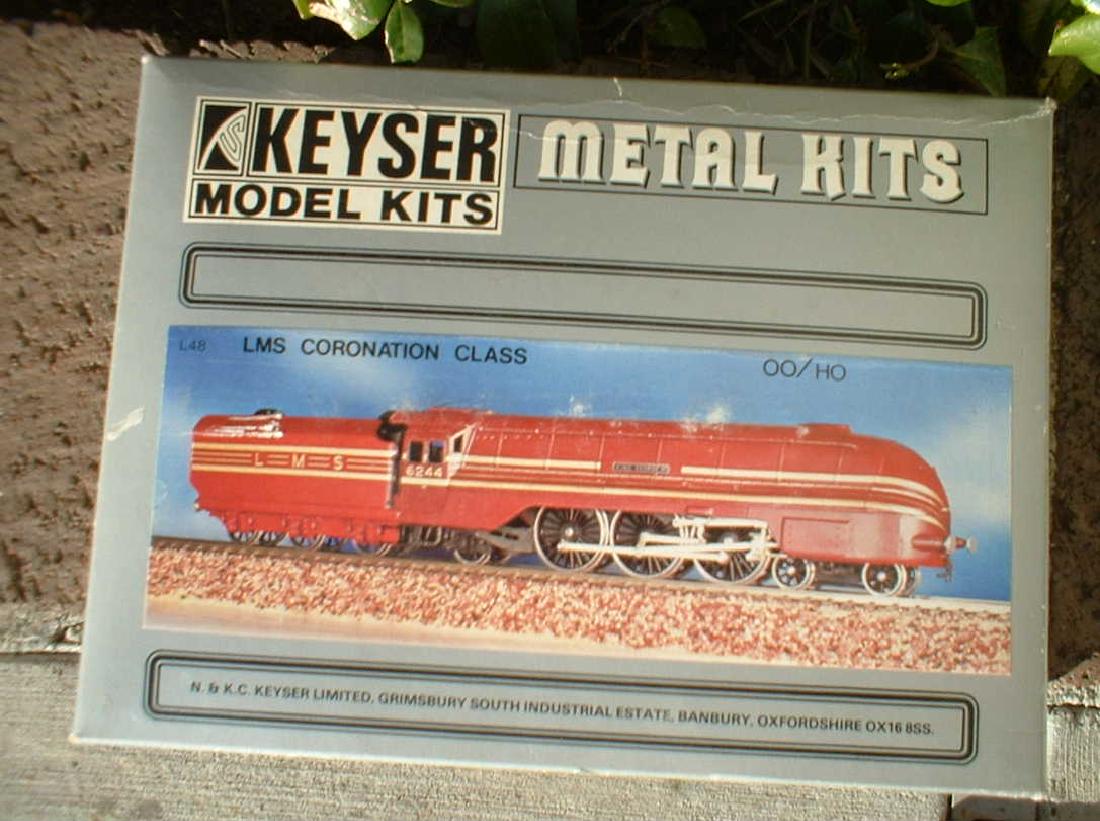 KS KEYSER
MODEL KITS
METAL KITS
L48 LMS CORONATION CLASS OO/HO
L M S
6244
N. & K.C. KEYSER LIMITED, GRIMSBURY SOUTH INDUSTRIAL ESTATE, BANBURY, OXFORDSHIRE OX16 8SS.